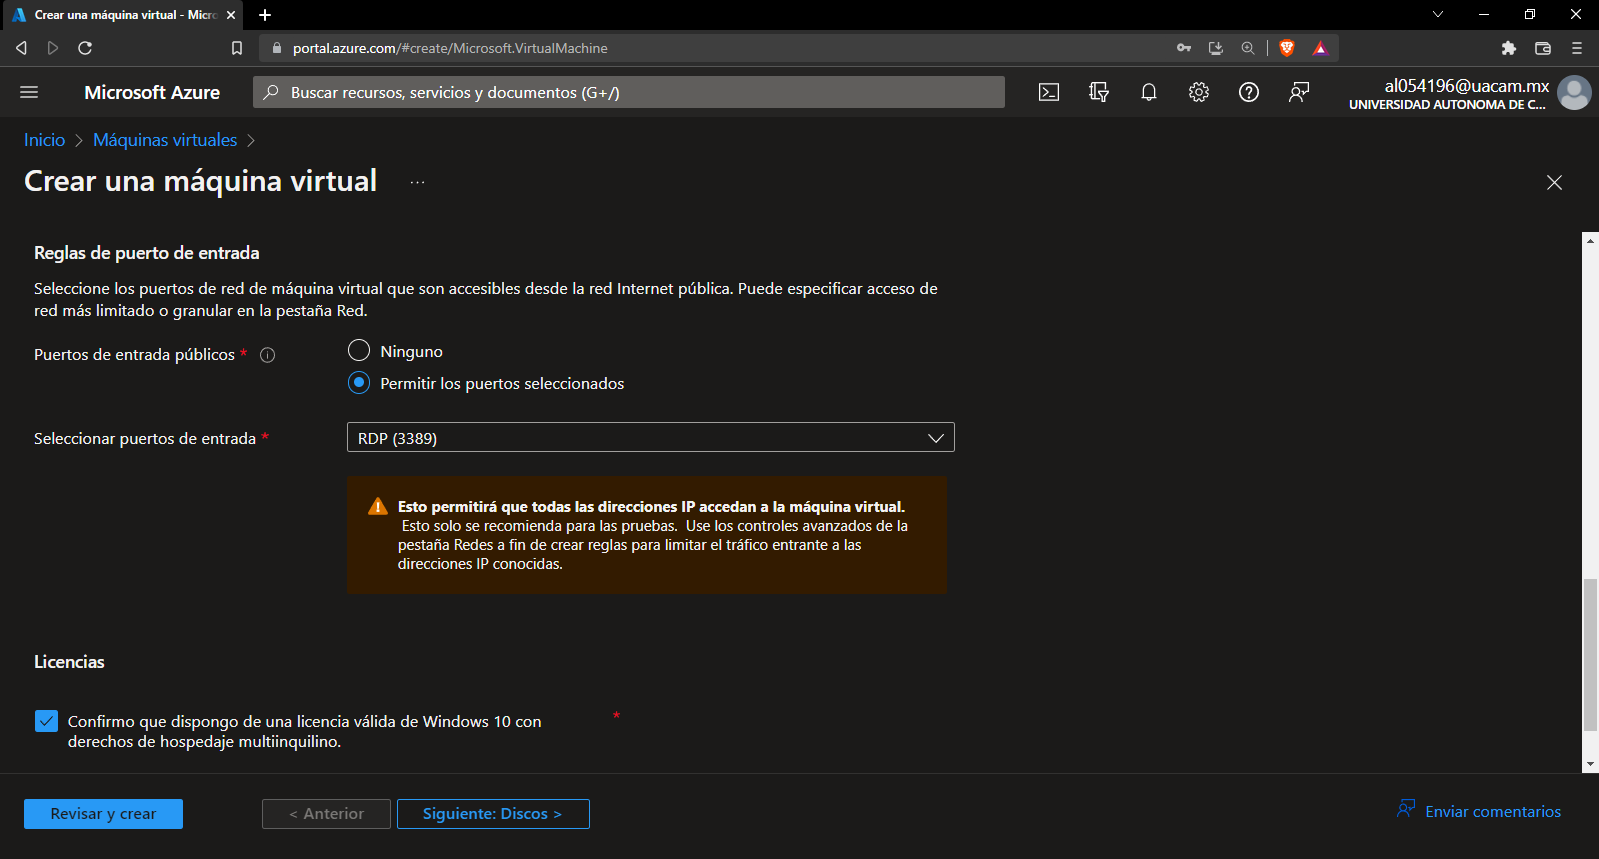 Crear una máquina virtual - Micro
portal.azure.com/#create/Microsoft.VirtualMachine
Microsoft Azure
Buscar recursos, servicios y documentos (G+/)
al054196@uacam.mx
UNIVERSIDAD AUTONOMA DE C...
Inicio > Máquinas virtuales >
Crear una máquina virtual ...
Reglas de puerto de entrada
Seleccione los puertos de red de máquina virtual que son accesibles desde la red Internet pública. Puede especificar acceso de
red más limitado o granular en la pestaña Red.
Puertos de entrada públicos *
Ninguno
Permitir los puertos seleccionados
Seleccionar puertos de entrada *
RDP (3389)
Esto permitirá que todas las direcciones IP accedan a la máquina virtual.
Esto solo se recomienda para las pruebas. Use los controles avanzados de la
pestaña Redes a fin de crear reglas para limitar el tráfico entrante a las
direcciones IP conocidas.
Licencias
Confirmo que dispongo de una licencia válida de Windows 10 con *
derechos de hospedaje multiinquilino.
Revisar y crear
< Anterior
Siguiente: Discos >
Enviar comentarios